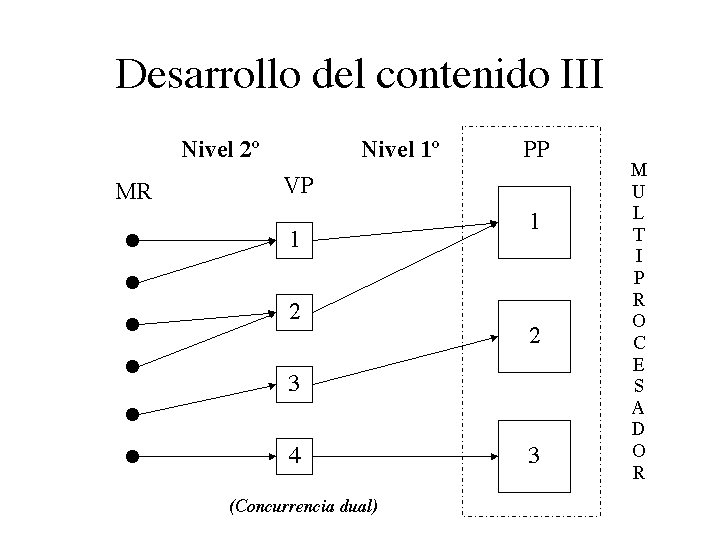 Desarrollo del contenido III
Nivel 2º
Nivel 1º
PP
MR
VP
1
2
3
4
1
2
3
(Concurrencia dual)
M
U
L
T
I
P
R
O
C
E
S
A
D
O
R